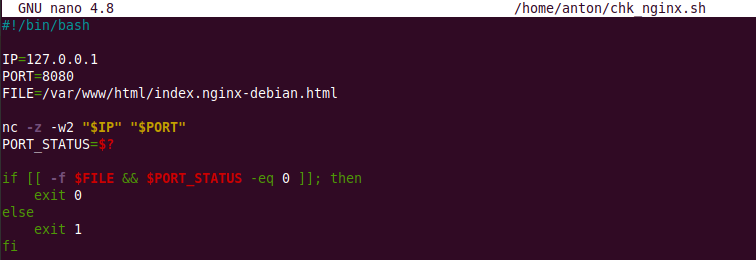 GNU nano 4.8 /home/anton/chk_nginx.sh
#!/bin/bash
IP=127.0.0.1
PORT=8080
FILE=/var/www/html/index.nginx-debian.html
nc -z -w2 "$IP" "$PORT"
PORT_STATUS=$?
if [[ -f $FILE && $PORT_STATUS -eq 0 ]]; then
    exit 0
else
    exit 1
fi